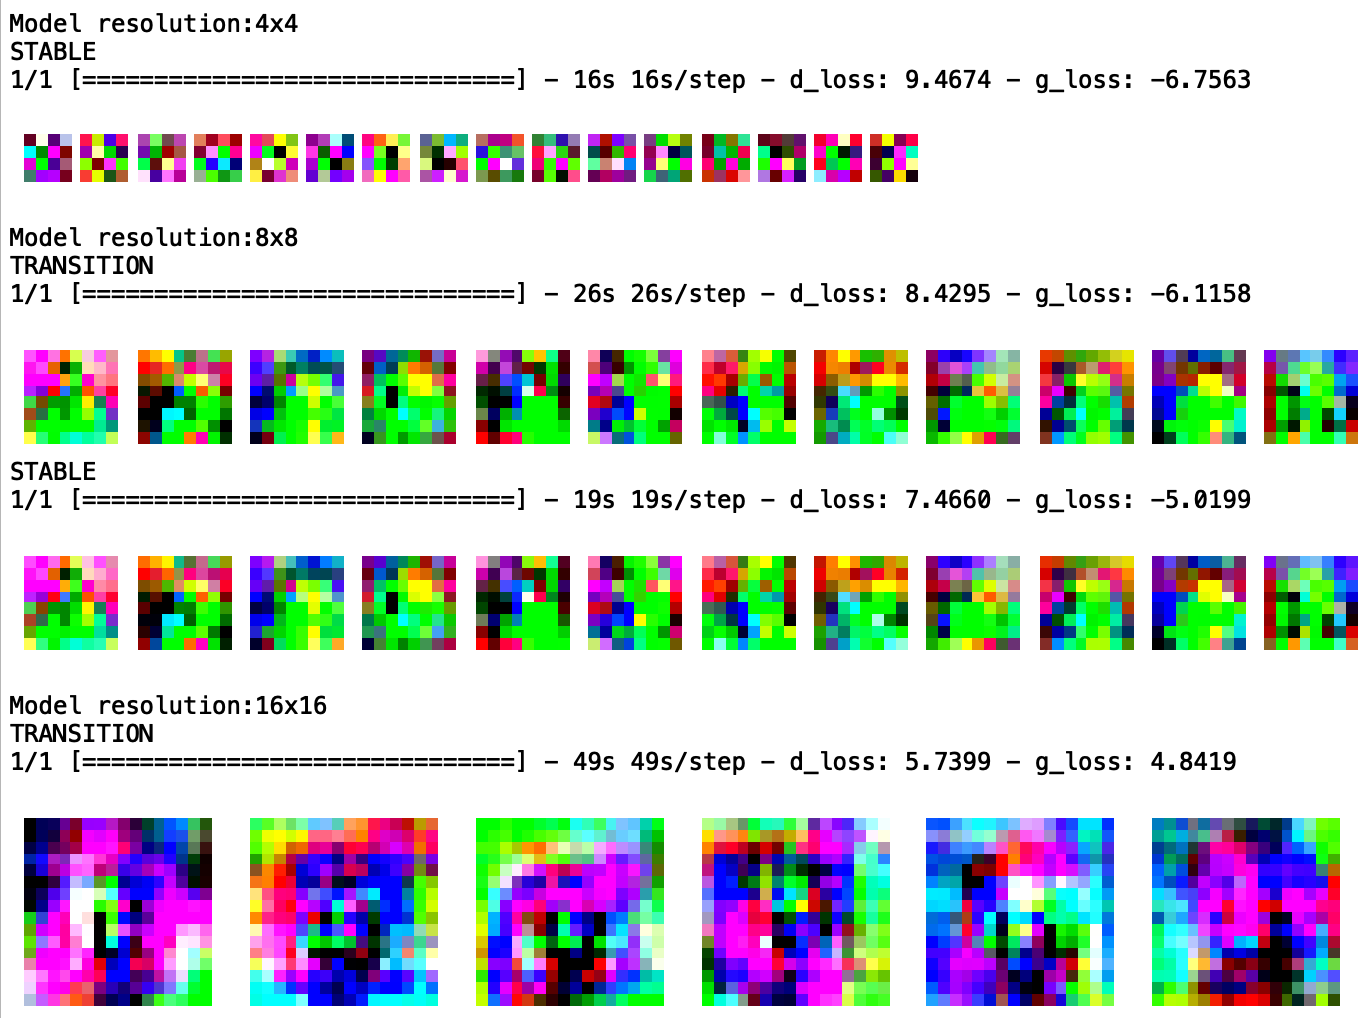 Model resolution:4x4
STABLE
1/1 [==============================] - 16s 16s/step - d_loss: 9.4674 - g_loss: -6.7563
Model resolution:8x8
TRANSITION
1/1 [==============================] - 26s 26s/step - d_loss: 8.4295 - g_loss: -6.1158
STABLE
1/1 [==============================] - 19s 19s/step - d_loss: 7.4660 - g_loss: -5.0199
Model resolution:16x16
TRANSITION
1/1 [==============================] - 49s 49s/step - d_loss: 5.7399 - g_loss: 4.8419